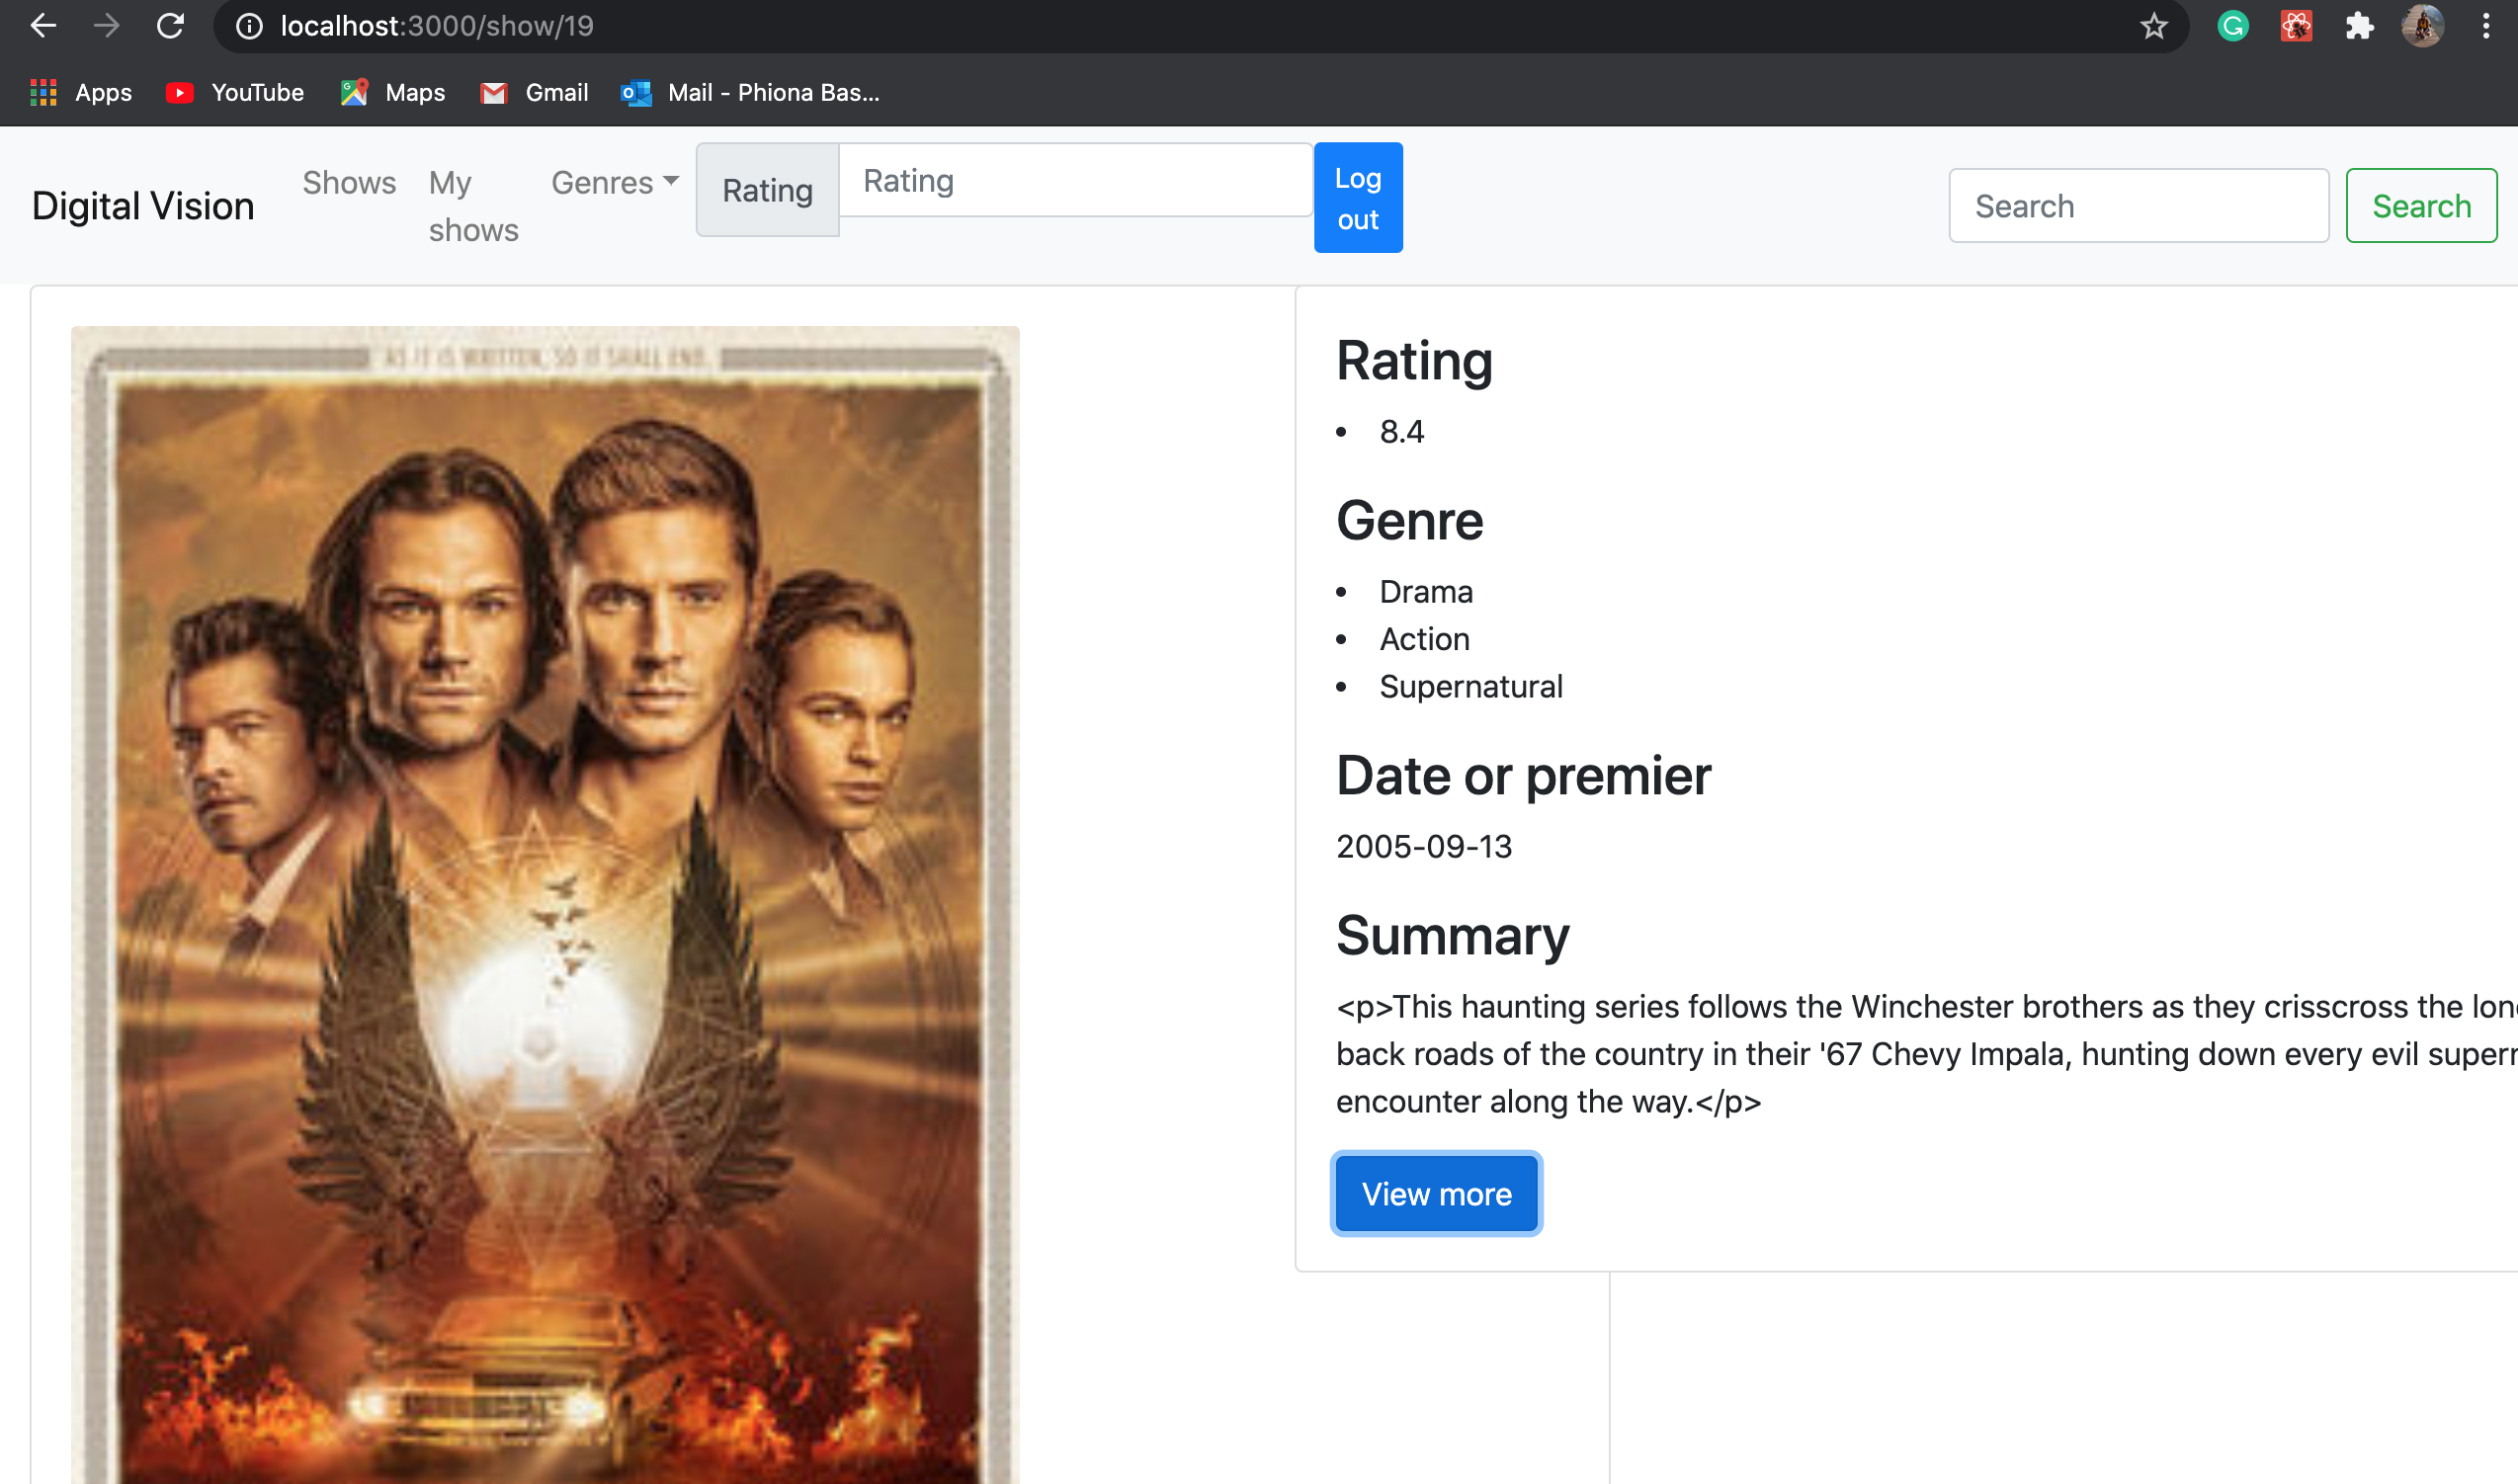 localhost:3000/show/19
Apps YouTube Maps Gmail Mail - Phiona Bas...
Digital Vision Shows My shows Genres Rating Rating Log out Search Search
AS IT IS WRITTEN, SO IT SHALL END.
Rating
• 8.4
Genre
• Drama
• Action
• Supernatural
Date or premier
2005-09-13
Summary
<p>This haunting series follows the Winchester brothers as they crisscross the
back roads of the country in their '67 Chevy Impala, hunting down every evil
encounter along the way.</p>
View more